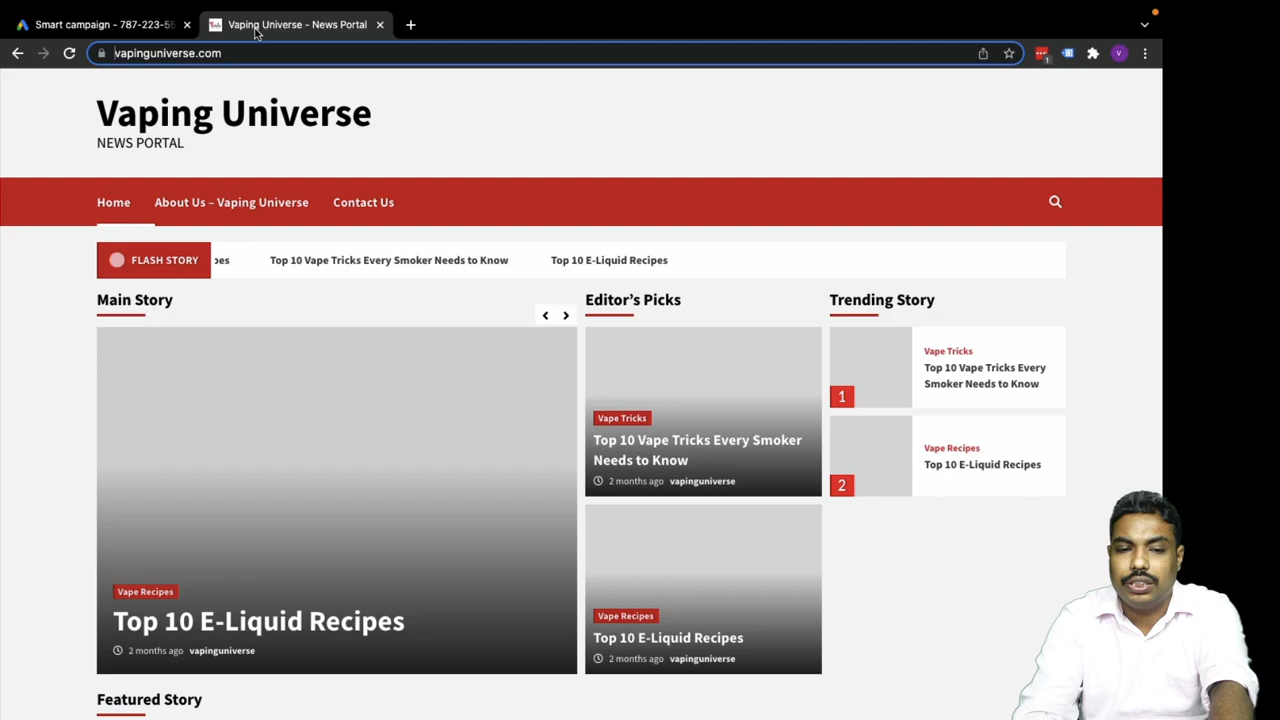 Smart campaign - 787-223-55
Vaping Universe - News Portal
vapinguniverse.com
1
V
Vaping Universe
NEWS PORTAL
Home
About Us – Vaping Universe
Contact Us
FLASH STORY
pes
Top 10 Vape Tricks Every Smoker Needs to Know
Top 10 E-Liquid Recipes
Main Story
Vape Recipes
Top 10 E-Liquid Recipes
2 months ago vapinguniverse
Editor’s Picks
Vape Tricks
Top 10 Vape Tricks Every Smoker
Needs to Know
2 months ago vapinguniverse
Vape Recipes
Top 10 E-Liquid Recipes
2 months ago vapinguniverse
Trending Story
1
Vape Tricks
Top 10 Vape Tricks Every
Smoker Needs to Know
2
Vape Recipes
Top 10 E-Liquid Recipes
Featured Story